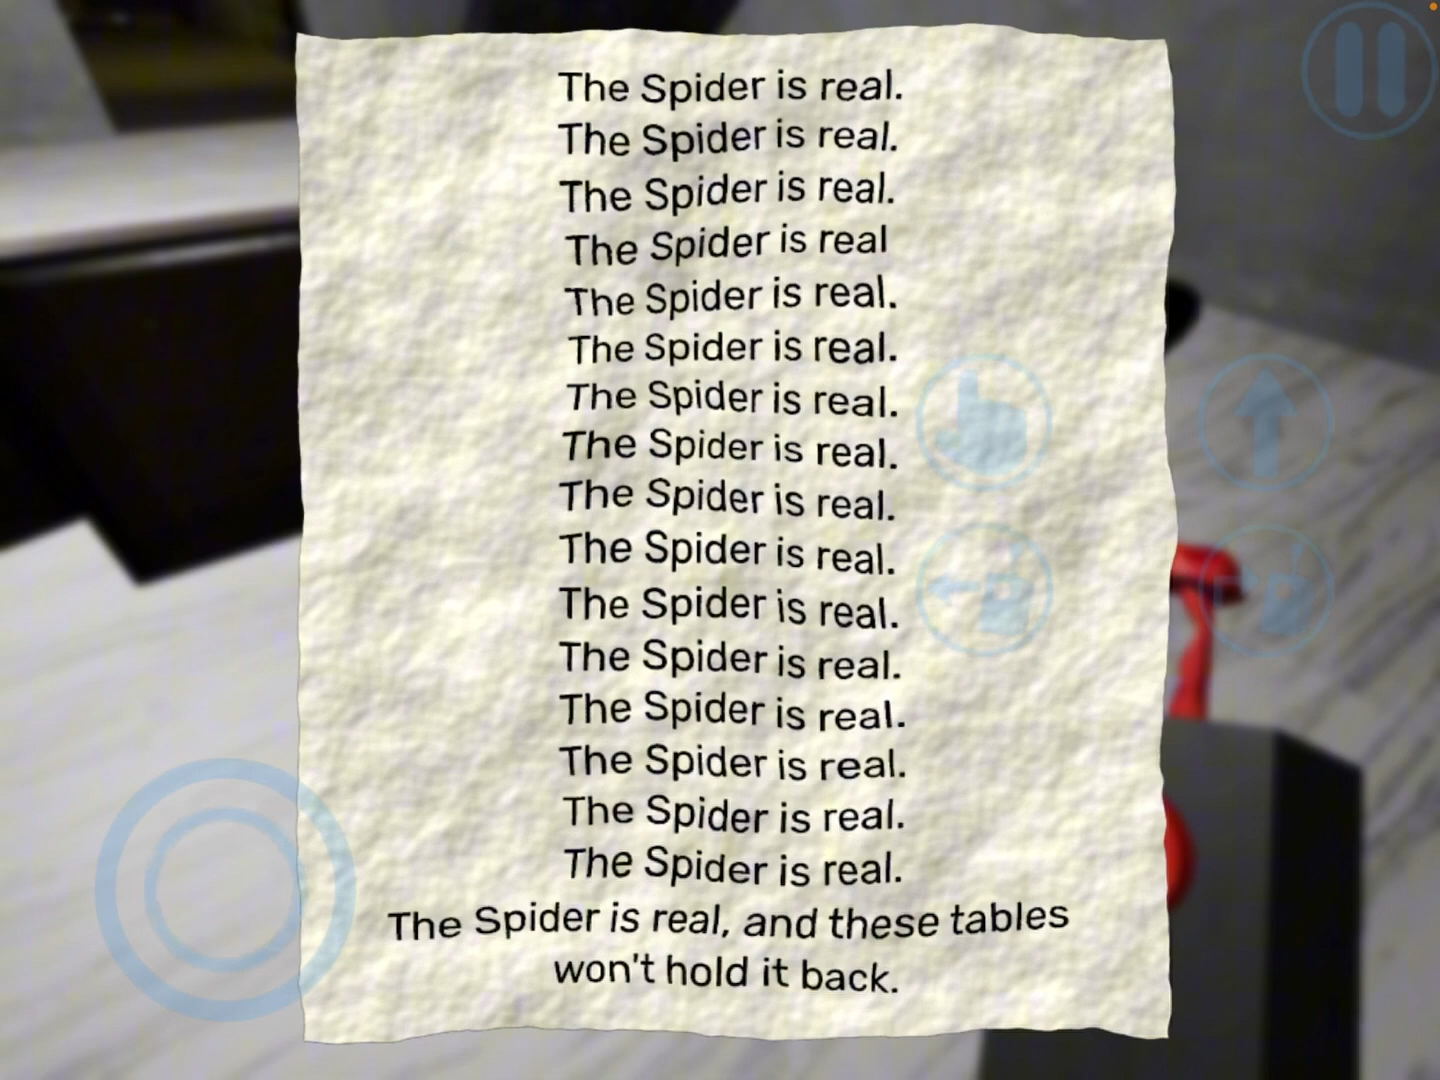 The Spider is real.
The Spider is real.
The Spider is real.
The Spider is real
The Spider is real.
The Spider is real.
The Spider is real.
The Spider is real.
The Spider is real.
The Spider is real.
The Spider is real.
The Spider is real.
The Spider is real.
The Spider is real.
The Spider is real.
The Spider is real.
The Spider is real, and these tables
won't hold it back.